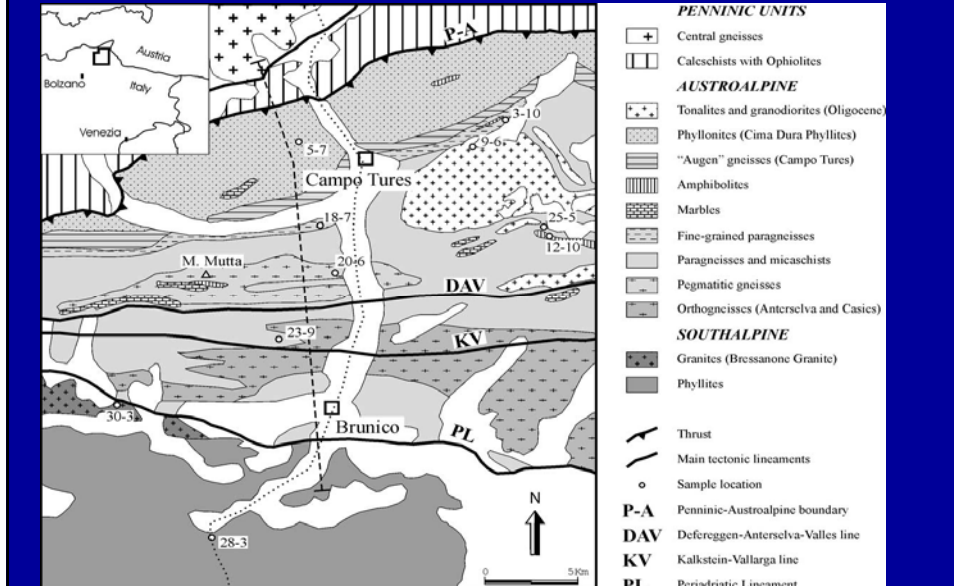 Austria
Bolzano
Italy
Venezia
P-A
3-10
5-7
9-6
Campo Tures
18-7
25-5
12-10
M. Mutta
20-6
DAV
23-9
KV
30-3
Brunico
PL
N
28-3
0 5 Km
PENNINIC UNITS
Central gneisses
Calceschists with Ophiolites
AUSTROALPINE
Tonalites and granodiorites (Oligocene)
Phyllonites (Cima Dura Phyllites)
“Augen” gneisses (Campo Tures)
Amphibolites
Marbles
Fine-grained paragneisses
Paragneisses and micaschists
Pegmatitic gneisses
Orthogneisses (Anterselva and Casies)
SOUTHALPINE
Granites (Bressanone Granite)
Phyllites
Thrust
Main tectonic lineaments
Sample location
P-A Penninic-Austroalpine boundary
DAV Defereggen-Anterselva-Valles line
KV Kalkstein-Vallarga line
PL Periadriatic Lineament